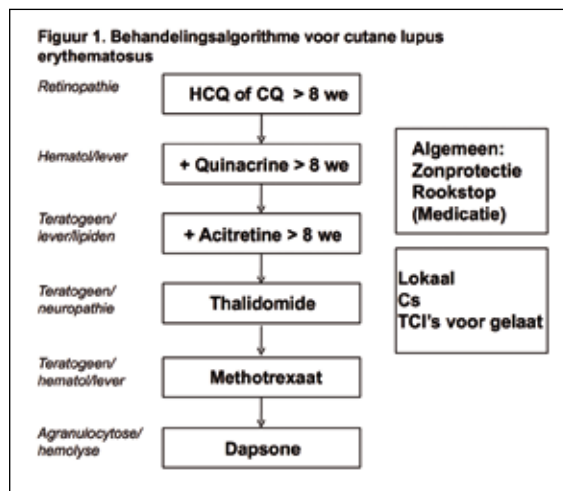 Figuur 1. Behandelingsalgorithme voor cutane lupus
erythematosus
Retinopathie
HCQ of CQ > 8 we
Hematol/lever
+ Quinacrine > 8 we
Teratogeen/
lever/lipiden
+ Acitretine > 8 we
Teratogeen/
neuropathie
Thalidomide
Teratogeen/
hematol/lever
Methotrexaat
Agranulocytose/
hemolyse
Dapsone
Algemeen:
Zonprotectie
Rookstop
(Medicatie)
Lokaal
Cs
TCI's voor gelaat